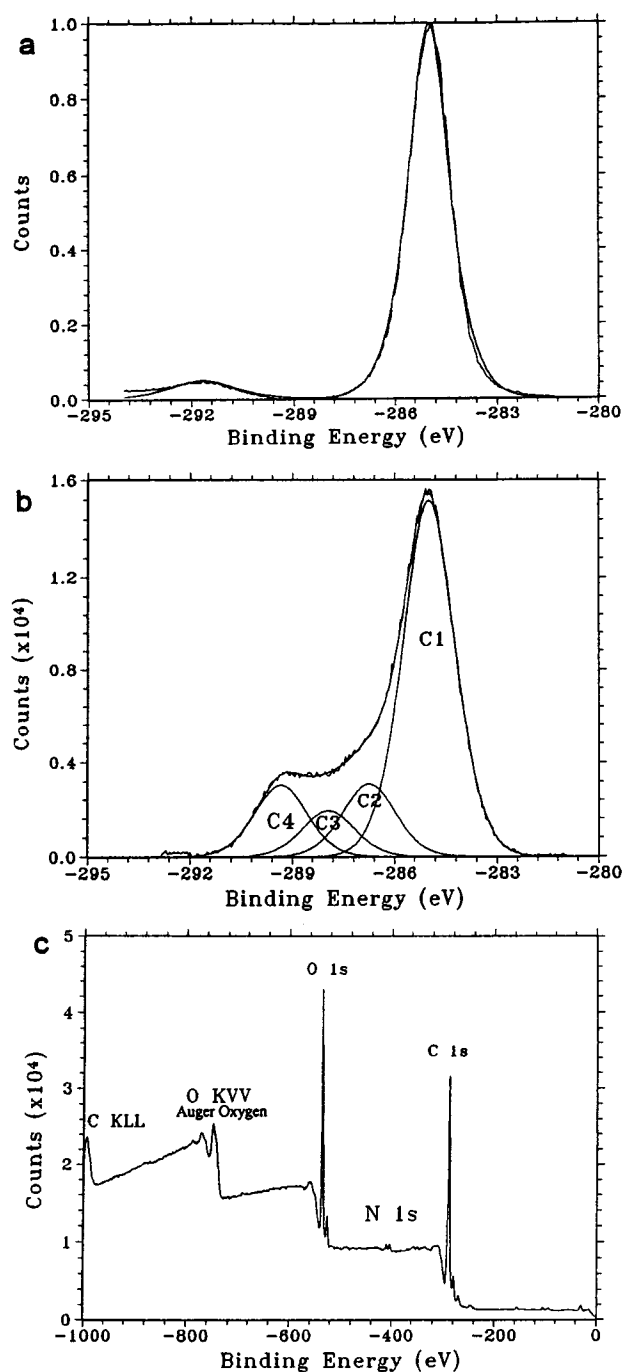 a
1.0
0.8
0.6
0.4
0.2
0.0
Counts
-295 -292 -289 -286 -283 -280
Binding Energy (eV)
b
1.6
1.2
0.8
0.4
0.0
Counts (x10⁴)
C1
C2
C3
C4
-295 -292 -289 -286 -283 -280
Binding Energy (eV)
c
5
4
3
2
1
0
Counts (x10⁴)
O 1s
C 1s
O KVV
Auger Oxygen
C KLL
N 1s
-1000 -800 -600 -400 -200 0
Binding Energy (eV)